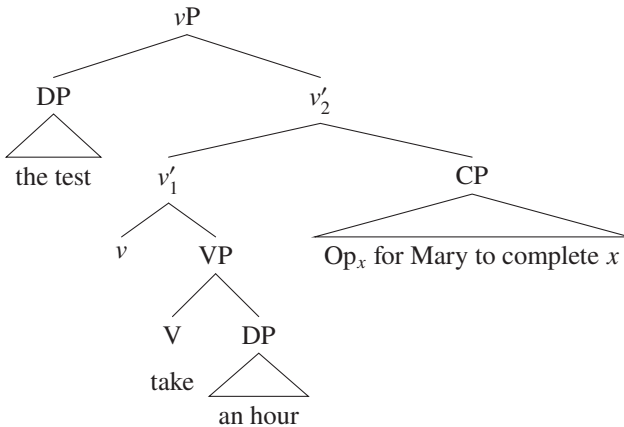 vP
DP v′₂
the test v′₁ CP
v VP Opₓ for Mary to complete x
V DP
take
an hour